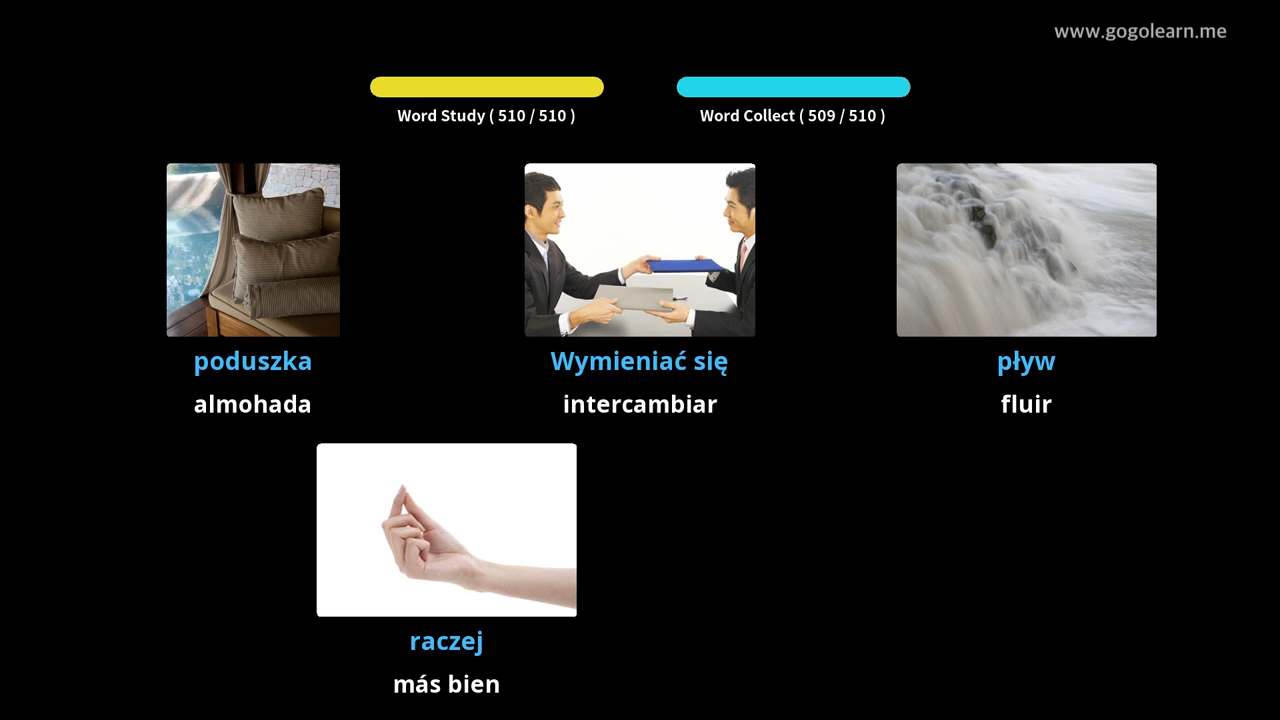 www.gogolearn.me
Word Study ( 510 / 510 )
Word Collect ( 509 / 510 )
poduszka
almohada
Wymieniać się
intercambiar
pływ
fluir
raczej
más bien